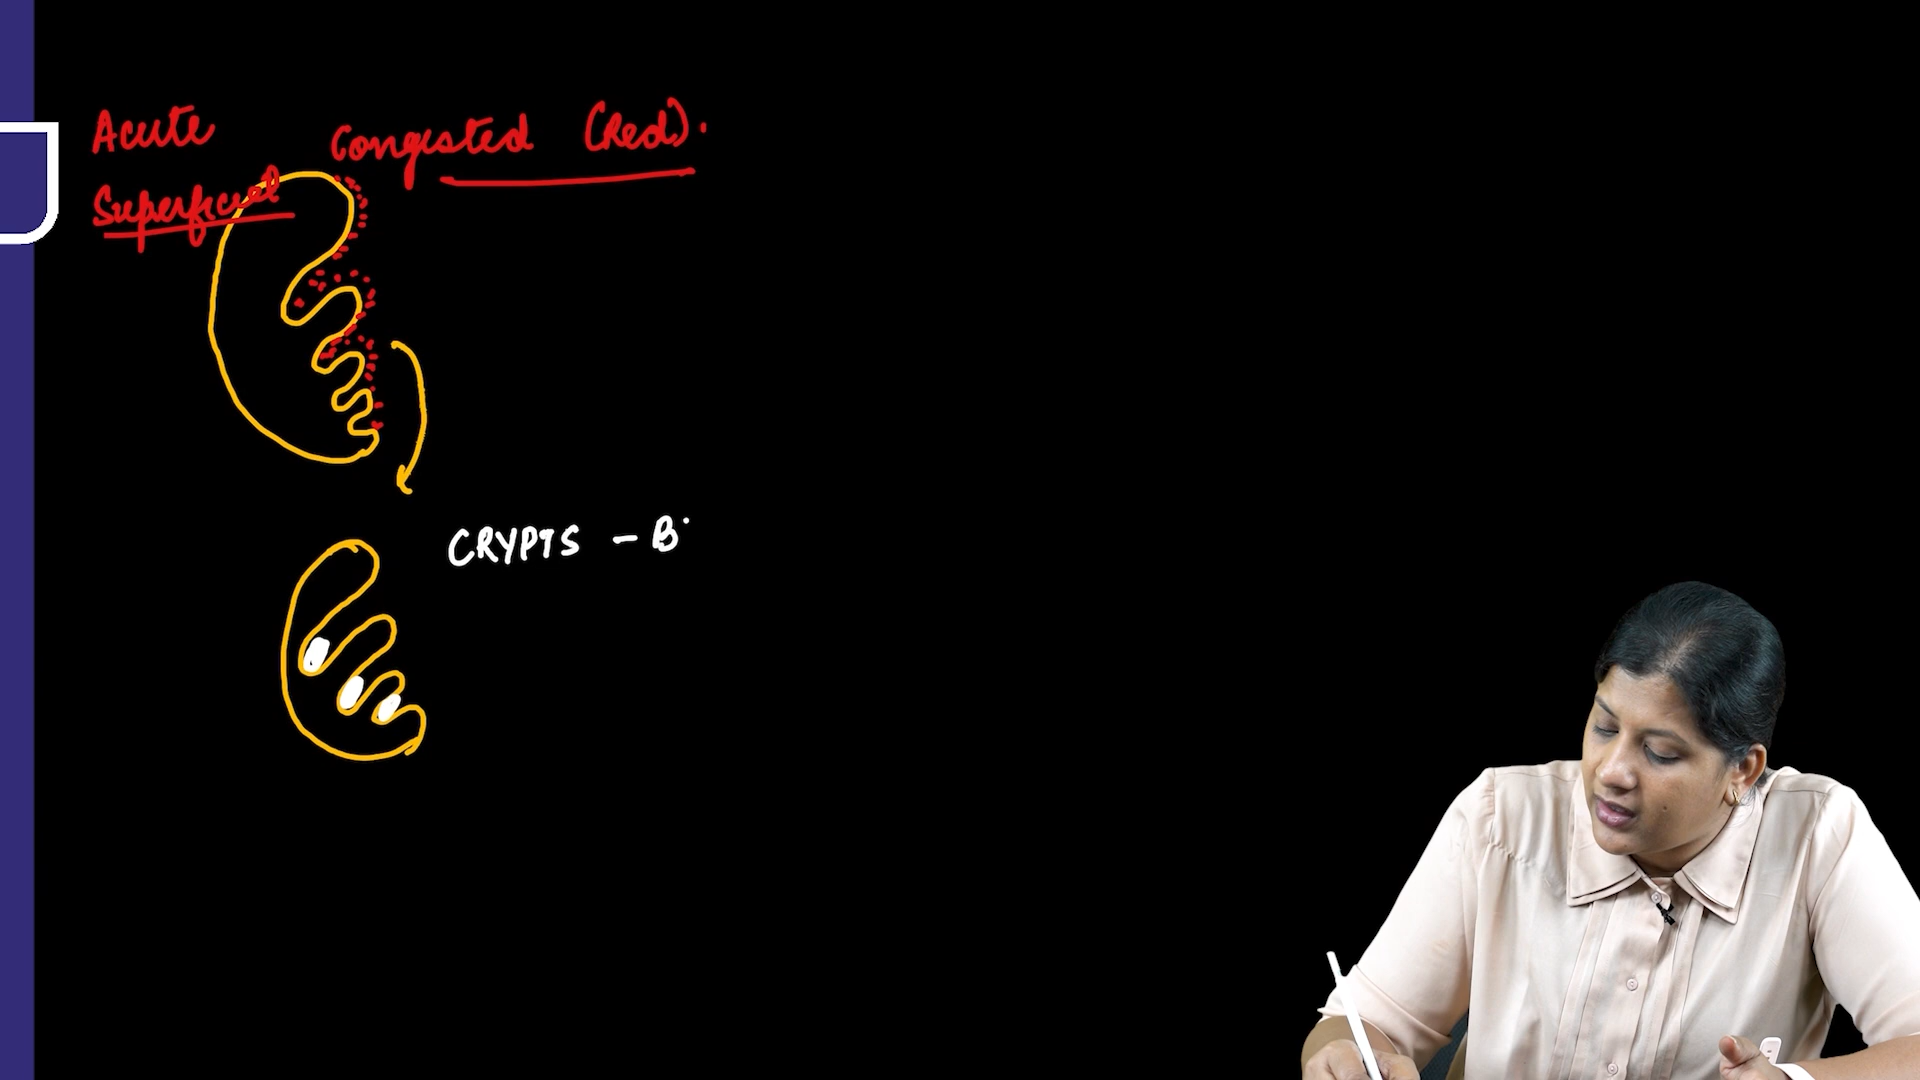 Acute
Congested (Red).
Superficial
CRYPTS - B